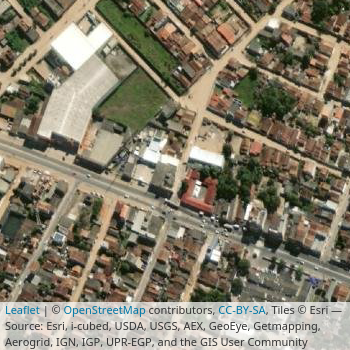 Leaflet | © OpenStreetMap contributors, CC-BY-SA, Tiles © Esri —
Source: Esri, i-cubed, USDA, USGS, AEX, GeoEye, Getmapping,
Aerogrid, IGN, IGP, UPR-EGP, and the GIS User Community